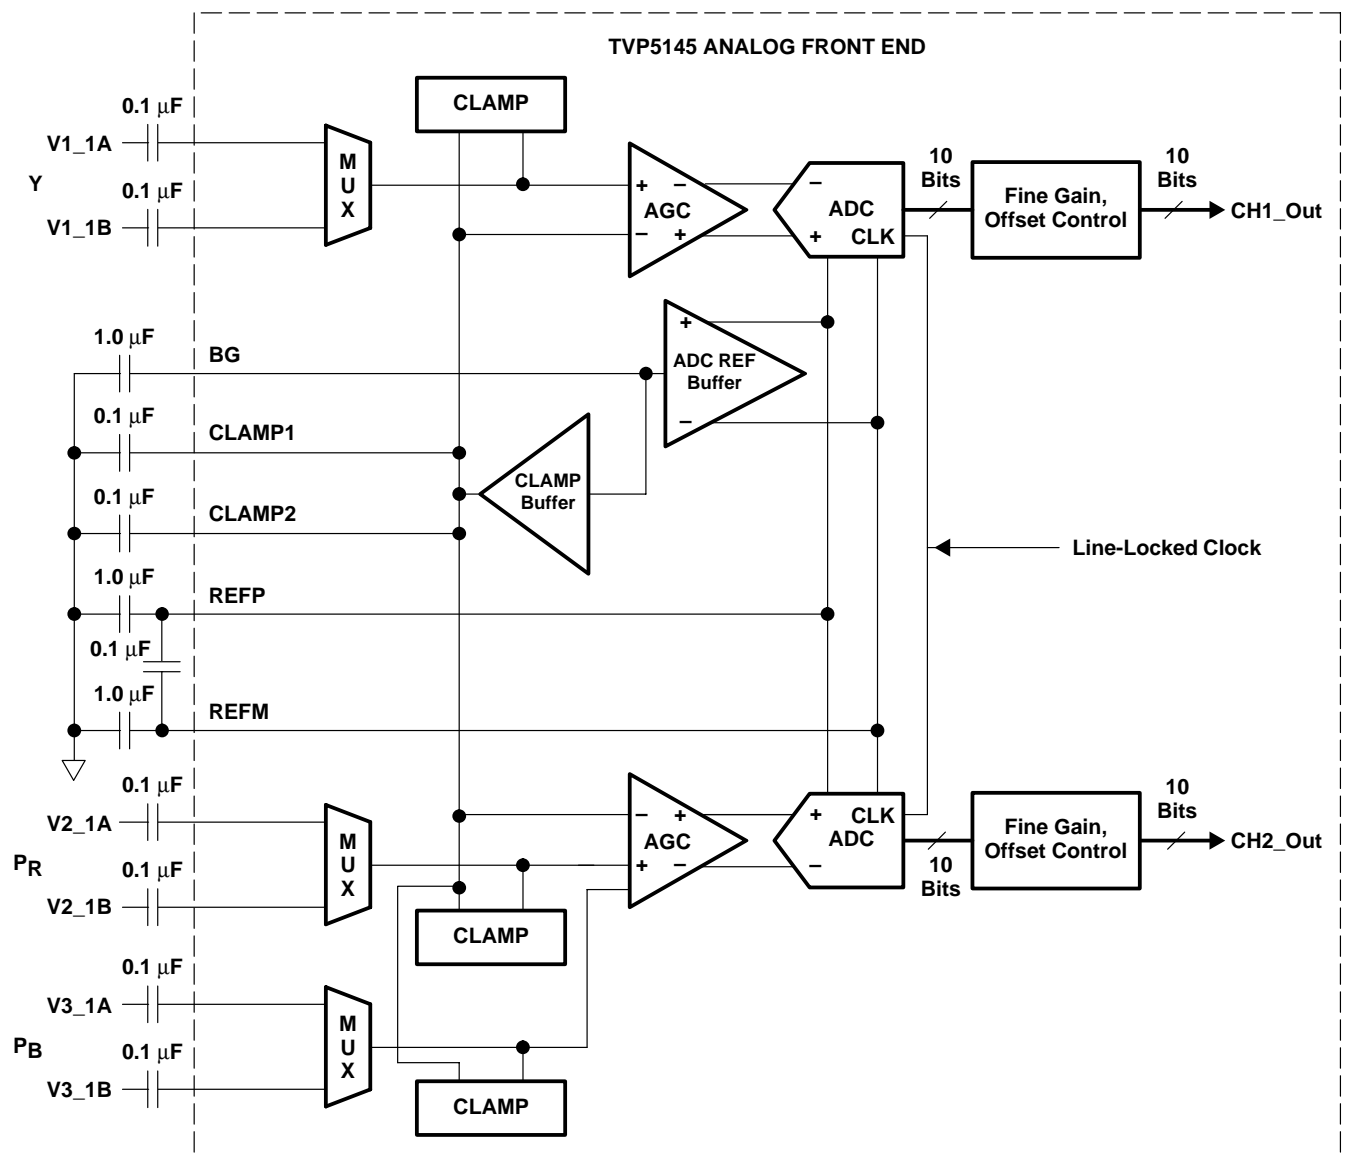 TVP5145 ANALOG FRONT END
0.1 μF
V1_1A
Y
0.1 μF
V1_1B
M
U
X
CLAMP
+ −
AGC
− +
−
ADC
+ CLK
10
Bits
Fine Gain,
Offset Control
10
Bits
CH1_Out
1.0 μF
BG
+
ADC REF
Buffer
−
0.1 μF
CLAMP1
CLAMP
Buffer
0.1 μF
CLAMP2
Line-Locked Clock
1.0 μF
REFP
0.1 μF
1.0 μF
REFM
0.1 μF
V2_1A
PR
0.1 μF
V2_1B
M
U
X
CLAMP
− +
AGC
+ −
+ CLK
ADC
−
10
Bits
Fine Gain,
Offset Control
10
Bits
CH2_Out
0.1 μF
V3_1A
PB
0.1 μF
V3_1B
M
U
X
CLAMP